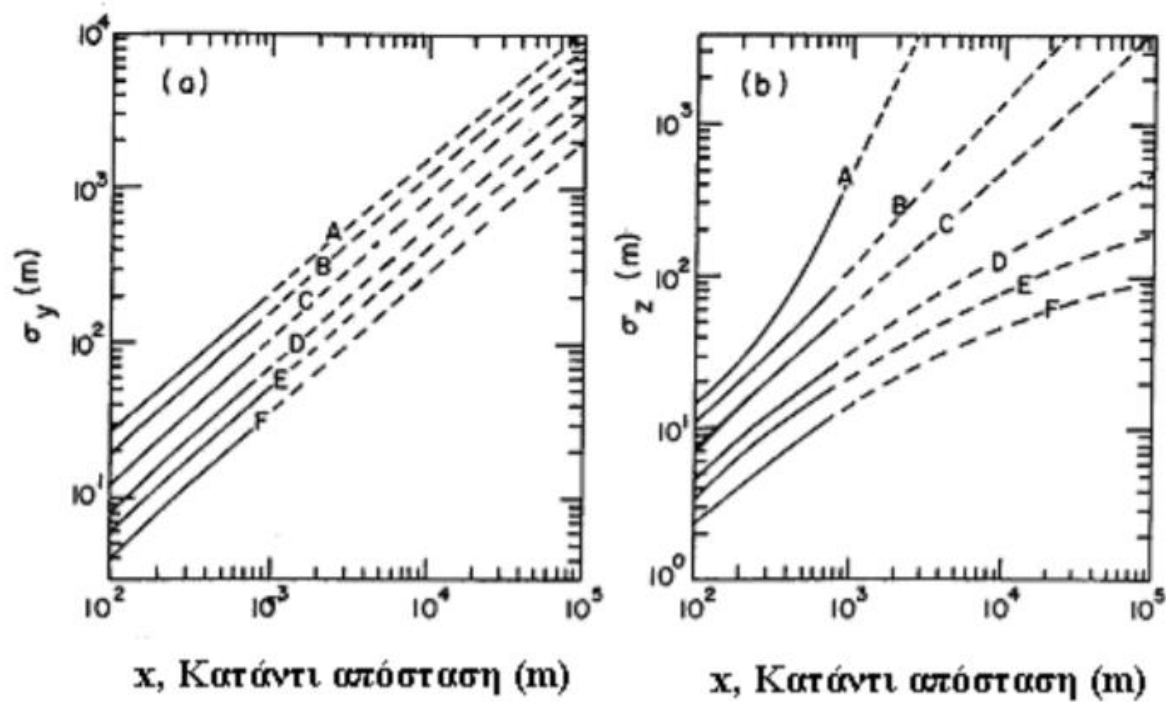 10⁴
(a)
10³
σy (m)
10²
10¹
A
B
C
D
E
F
10² 10³ 10⁴ 10⁵
x, Κατάντι απόσταση (m)
(b)
10³
σz (m)
10²
10¹
10⁰
A
B
C
D
E
F
10² 10³ 10⁴ 10⁵
x, Κατάντι απόσταση (m)